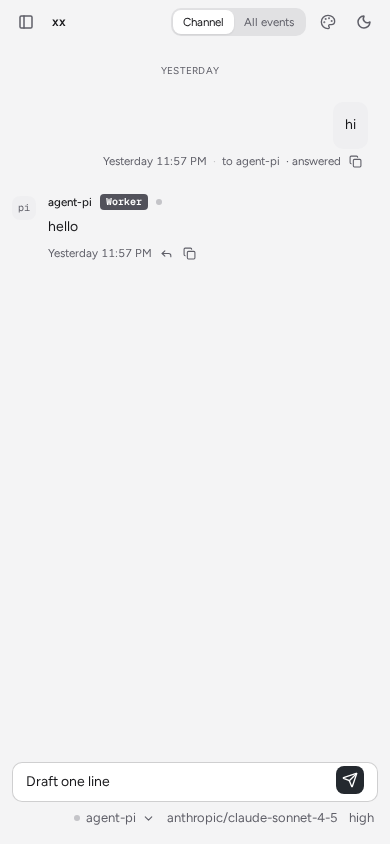 xx
Channel All events
YESTERDAY
hi
Yesterday 11:57 PM · to agent-pi · answered
pi agent-pi Worker
hello
Yesterday 11:57 PM
Draft one line
agent-pi anthropic/claude-sonnet-4-5 high